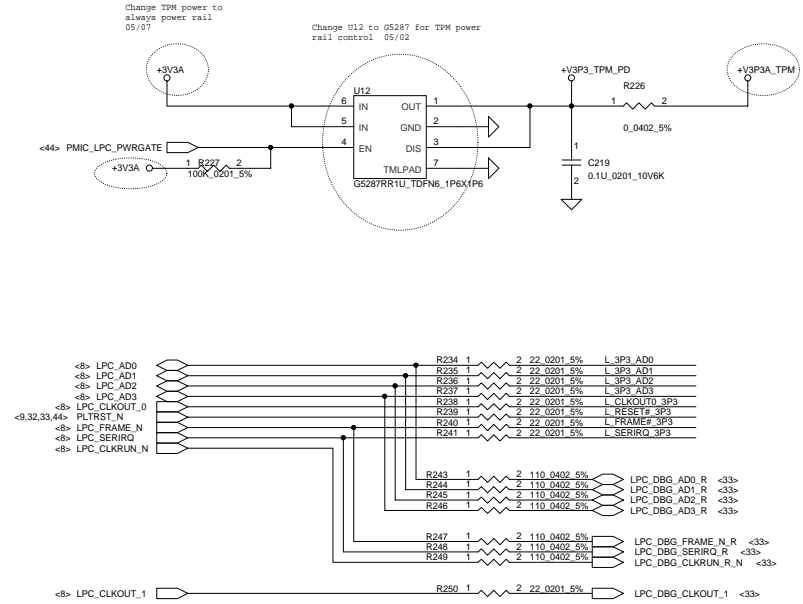 Change TPM power to
always power rail
05/07
Change U12 to G5287 for TPM power
rail control 05/02
+3V3A
+V3P3_TPM_PD
+V3P3A_TPM
U12
R226
6 IN OUT 1
1 2
5 IN GND 2
0_0402_5%
<44> PMIC_LPC_PWRGATE
4 EN DIS 3
1
+3V3A
1 R227 2
100K_0201_5%
TMLPAD 7
C219
2 0.1U_0201_10V6K
G5287RR1U_TDFN6_1P6X1P6
<8> LPC_AD0 R234 1 2 22_0201_5% L_3P3_AD0
<8> LPC_AD1 R235 1 2 22_0201_5% L_3P3_AD1
<8> LPC_AD2 R236 1 2 22_0201_5% L_3P3_AD2
<8> LPC_AD3 R237 1 2 22_0201_5% L_3P3_AD3
<8> LPC_CLKOUT_0 R238 1 2 22_0201_5% L_CLKOUT0_3P3
<9,32,33,44> PLTRST_N R239 1 2 22_0201_5% L_RESET#_3P3
<8> LPC_FRAME_N R240 1 2 22_0201_5% L_FRAME#_3P3
<8> LPC_SERIRQ R241 1 2 22_0201_5% L_SERIRQ_3P3
<8> LPC_CLKRUN_N
R243 1 2 110_0402_5% LPC_DBG_AD0_R <33>
R244 1 2 110_0402_5% LPC_DBG_AD1_R <33>
R245 1 2 110_0402_5% LPC_DBG_AD2_R <33>
R246 1 2 110_0402_5% LPC_DBG_AD3_R <33>
R247 1 2 110_0402_5% LPC_DBG_FRAME_N_R <33>
R248 1 2 110_0402_5% LPC_DBG_SERIRQ_R <33>
R249 1 2 110_0402_5% LPC_DBG_CLKRUN_R_N <33>
<8> LPC_CLKOUT_1 R250 1 2 22_0201_5% LPC_DBG_CLKOUT_1 <33>